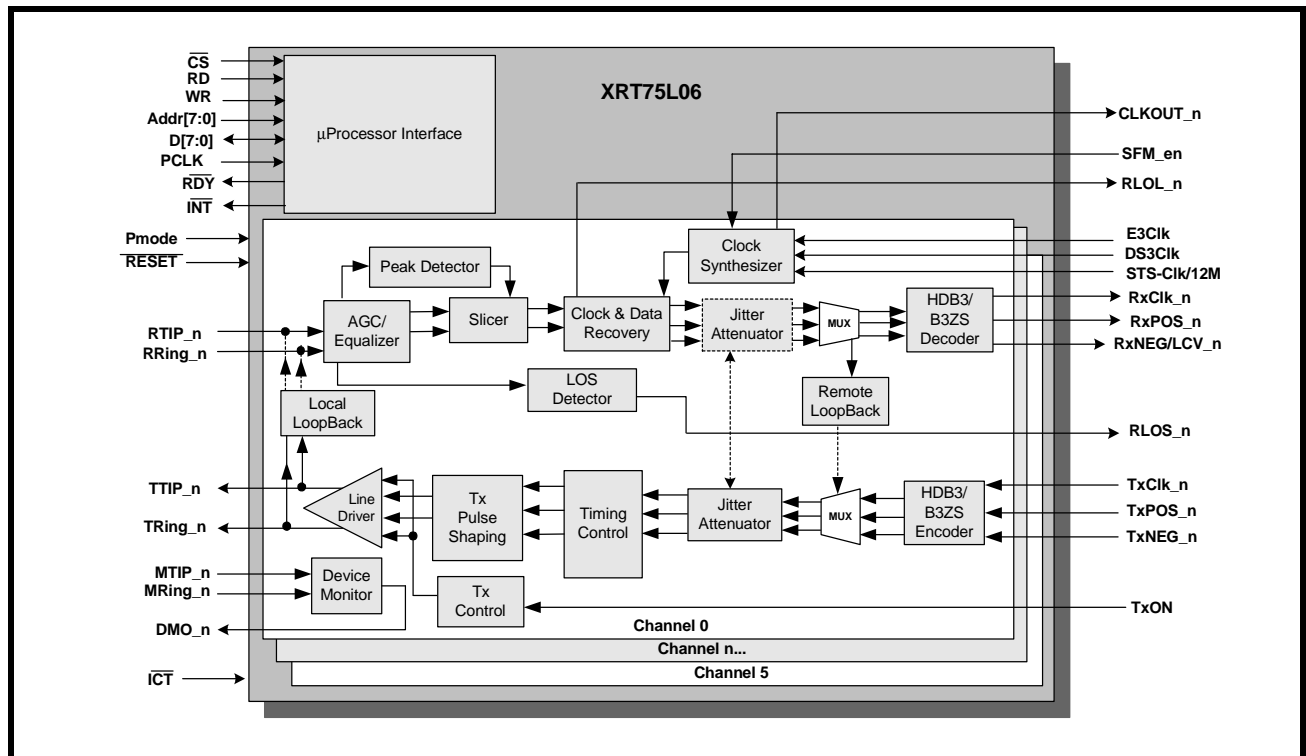 XRT75L06
CS
RD
WR
Addr[7:0]
D[7:0]
PCLK
RDY
INT
Pmode
RESET
µProcessor Interface
CLKOUT_n
SFM_en
RLOL_n
E3Clk
DS3Clk
STS-Clk/12M
Clock
Synthesizer
Peak Detector
RTIP_n
RRing_n
AGC/
Equalizer
Slicer
Clock & Data
Recovery
Jitter
Attenuator
MUX
HDB3/
B3ZS
Decoder
RxClk_n
RxPOS_n
RxNEG/LCV_n
Local
LoopBack
LOS
Detector
Remote
LoopBack
RLOS_n
TTIP_n
TRing_n
Line
Driver
Tx
Pulse
Shaping
Timing
Control
Jitter
Attenuator
MUX
HDB3/
B3ZS
Encoder
TxClk_n
TxPOS_n
TxNEG_n
MTIP_n
MRing_n
DMO_n
Device
Monitor
Tx
Control
TxON
Channel 0
Channel n...
Channel 5
ICT